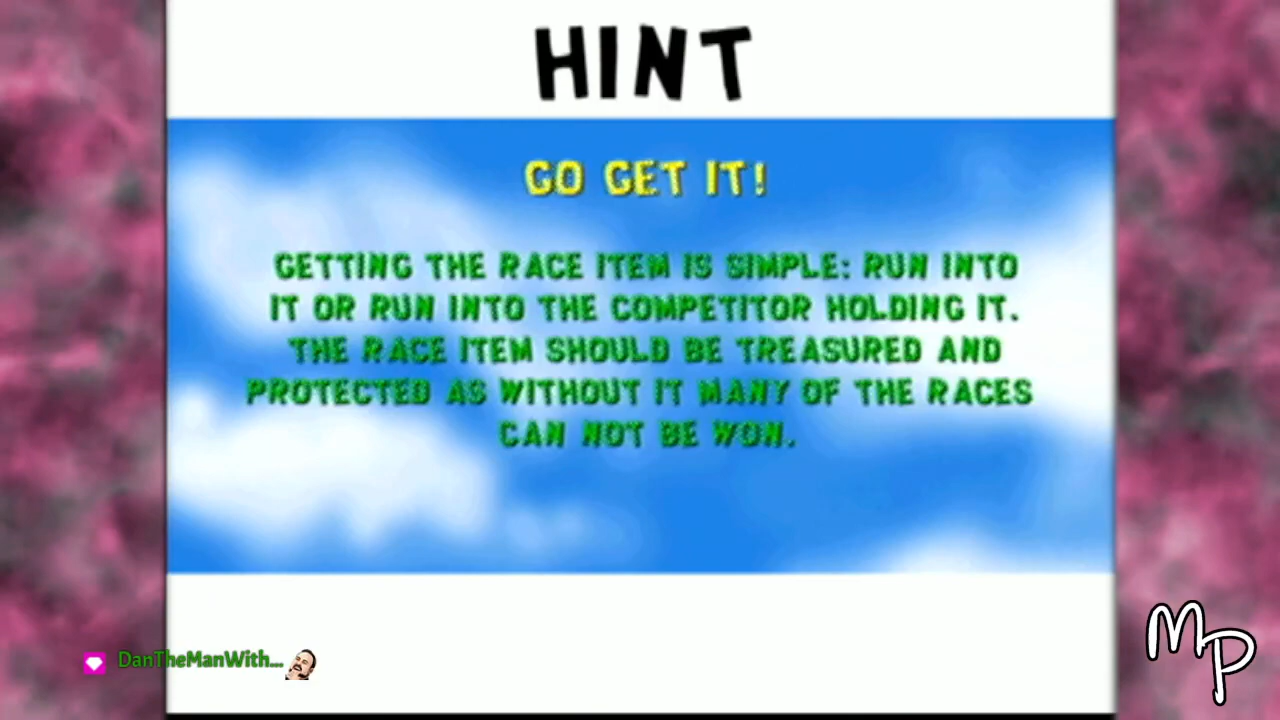 HINT
GO GET IT!
GETTING THE RACE ITEM IS SIMPLE: RUN INTO
IT OR RUN INTO THE COMPETITOR HOLDING IT.
THE RACE ITEM SHOULD BE TREASURED AND
PROTECTED AS WITHOUT IT MANY OF THE RACES
CAN NOT BE WON.
DanTheManWith...
MP